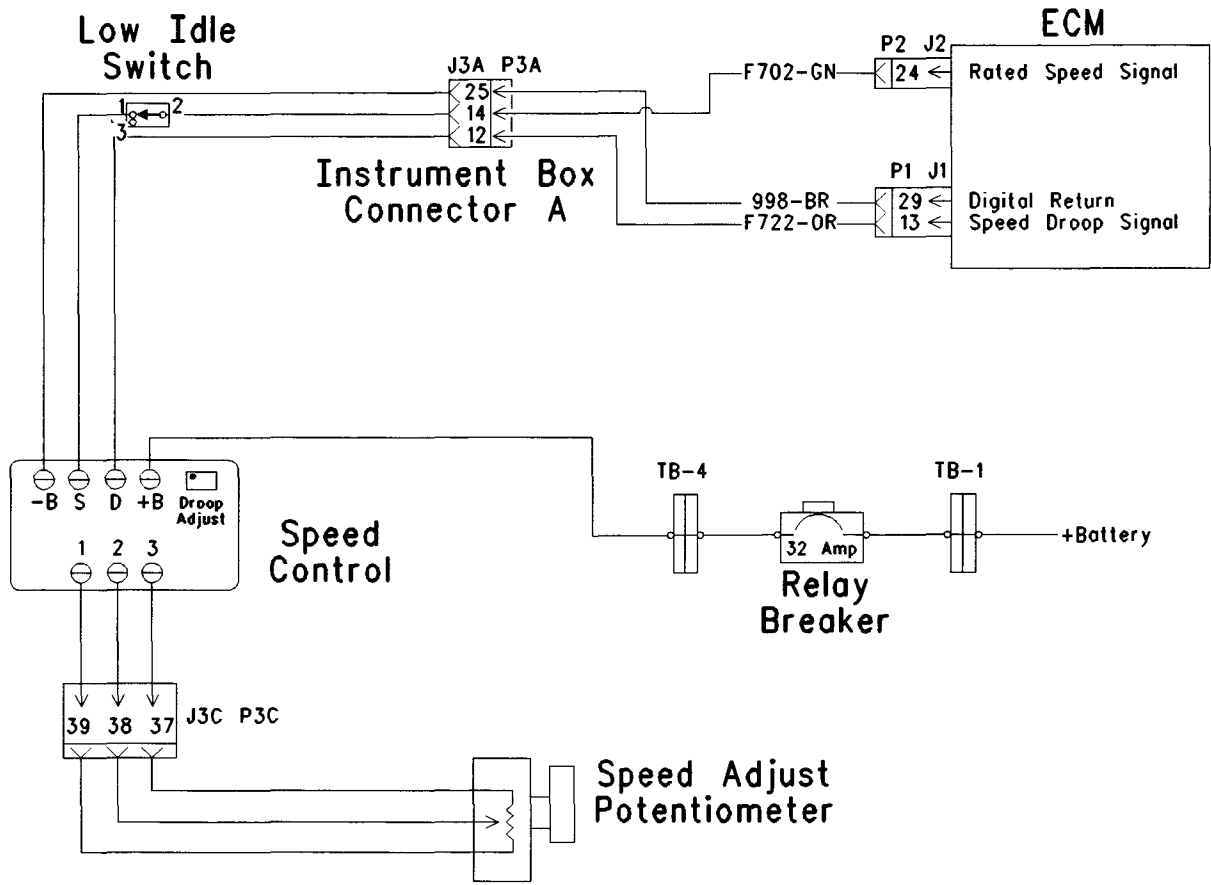 Low Idle
Switch
1
2
3
J3A P3A
25
14
12
Instrument Box
Connector A
F702-GN
998-BR
F722-OR
ECM
P2 J2
24
Rated Speed Signal
P1 J1
29
Digital Return
13
Speed Droop Signal
-B S D +B
Droop
Adjust
1 2 3
Speed
Control
TB-4
32 Amp
Relay
Breaker
TB-1
+Battery
39 38 37
J3C P3C
Speed Adjust
Potentiometer